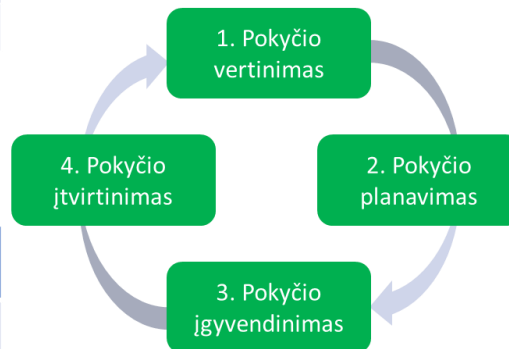 1. Pokyčio
vertinimas
2. Pokyčio
planavimas
3. Pokyčio
įgyvendinimas
4. Pokyčio
įtvirtinimas